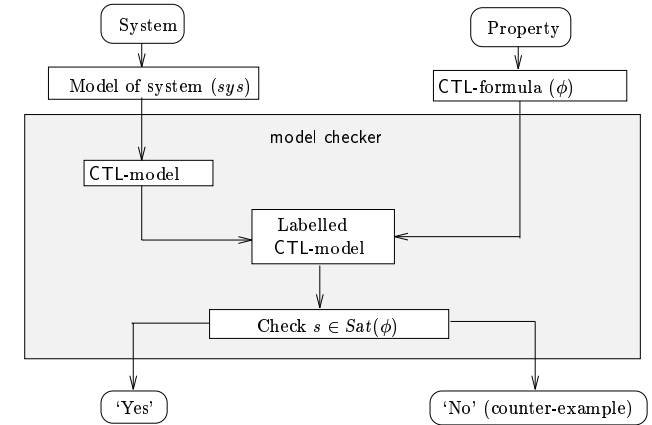 System
Property
Model of system (sys)
CTL-formula (ϕ)
model checker
CTL-model
Labelled
CTL-model
Check s ∈ Sat(ϕ)
‘Yes’
‘No’ (counter-example)